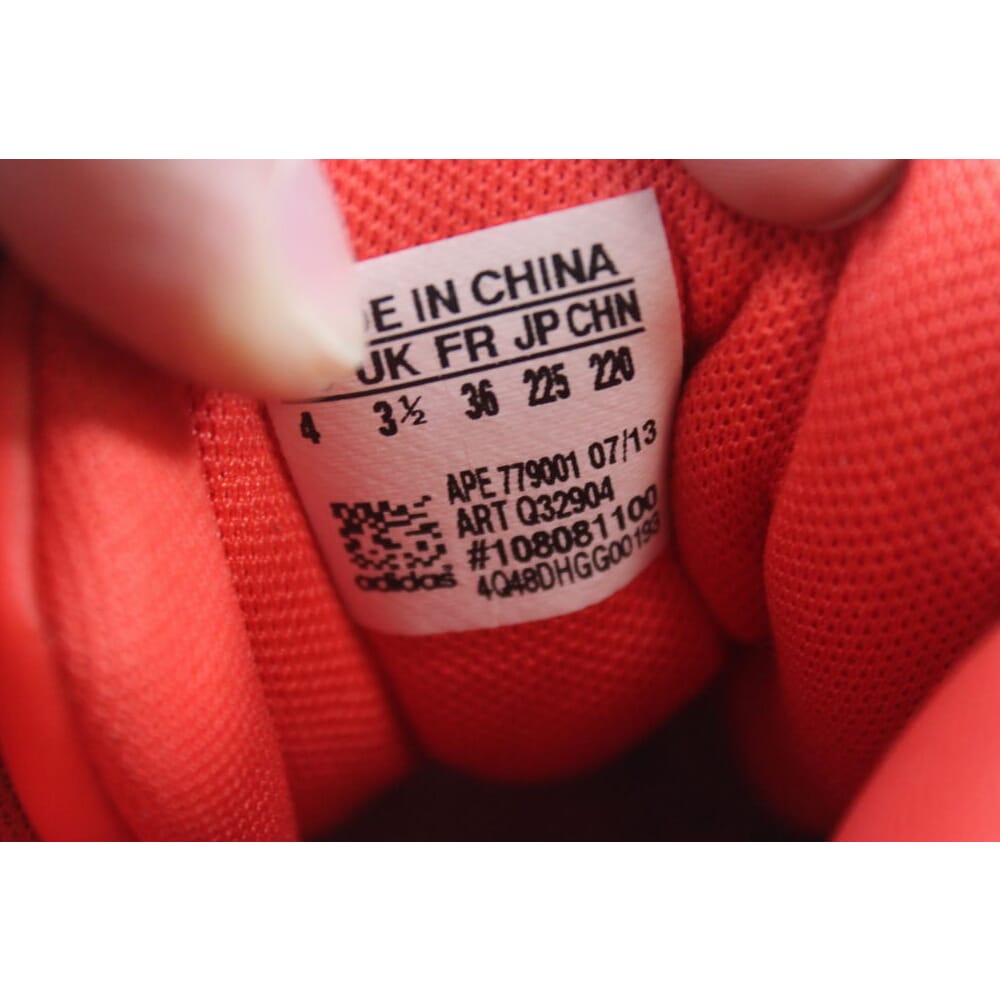 E IN CHINA
UK FR JP CHN
4 3½ 36 225 220
APE 779001 07/13
ART Q32904
#108081100
4Q48DHGG00193
adidas